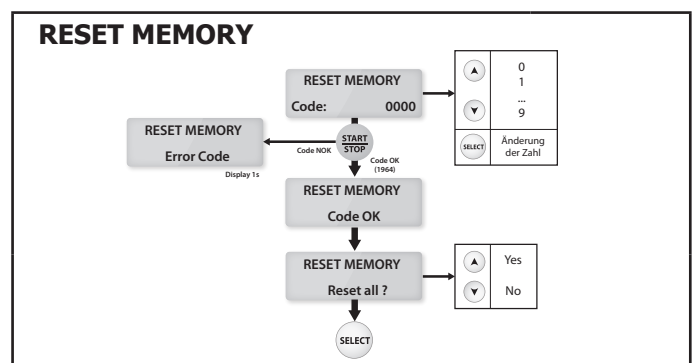 RESET MEMORY
RESET MEMORY
Code: 0000
0
1
...
9
SELECT
Änderung
der Zahl
START
STOP
Code NOK
Code OK
(1964)
RESET MEMORY
Error Code
Display 1s
RESET MEMORY
Code OK
RESET MEMORY
Reset all ?
Yes
No
SELECT